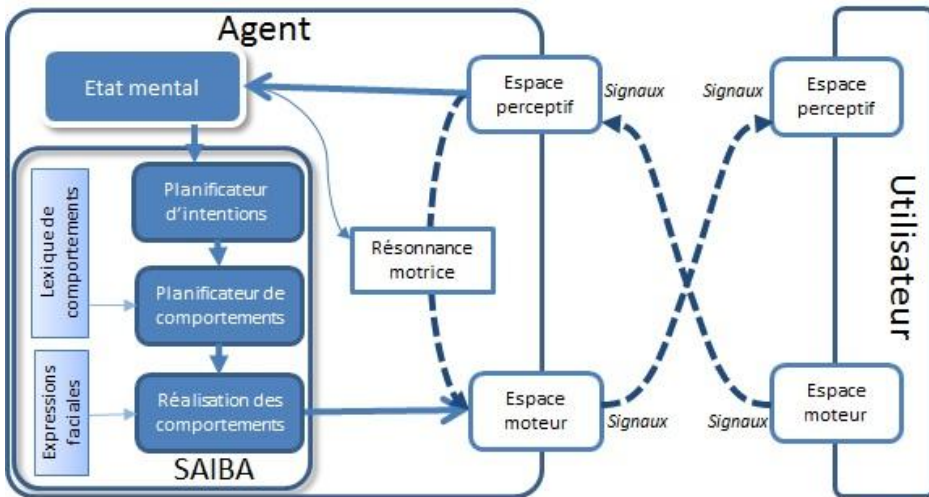 Agent
Etat mental
Espace
perceptif
Signaux
Signaux
Espace
perceptif
Planificateur
d'intentions
Lexique de
comportements
Résonnance
motrice
Utilisateur
Planificateur de
comportements
Expressions
faciales
Réalisation des
comportements
Espace
moteur
Signaux
Signaux
Espace
moteur
SAIBA